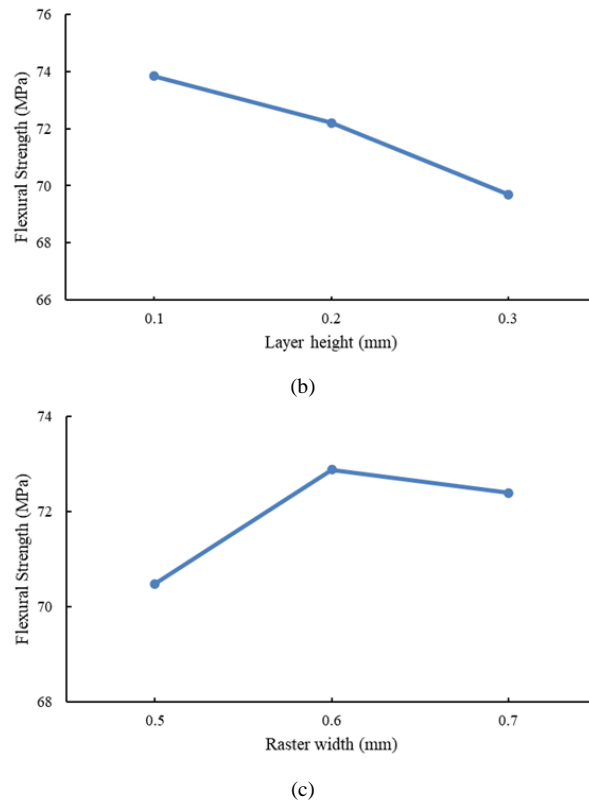 76
74
72
70
68
66
Flexural Strength (MPa)
0.1 0.2 0.3
Layer height (mm)
(b)
74
72
70
68
Flexural Strength (MPa)
0.5 0.6 0.7
Raster width (mm)
(c)